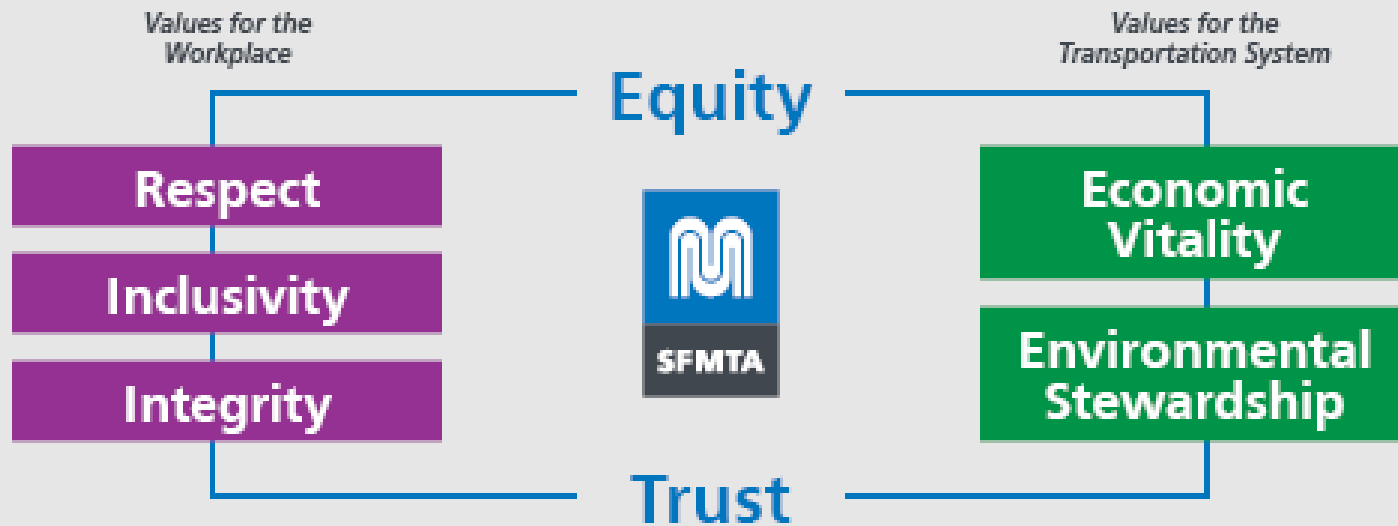 Values for the
Workplace
Values for the
Transportation System
Equity
Respect
Inclusivity
Integrity
SFMTA
Economic
Vitality
Environmental
Stewardship
Trust